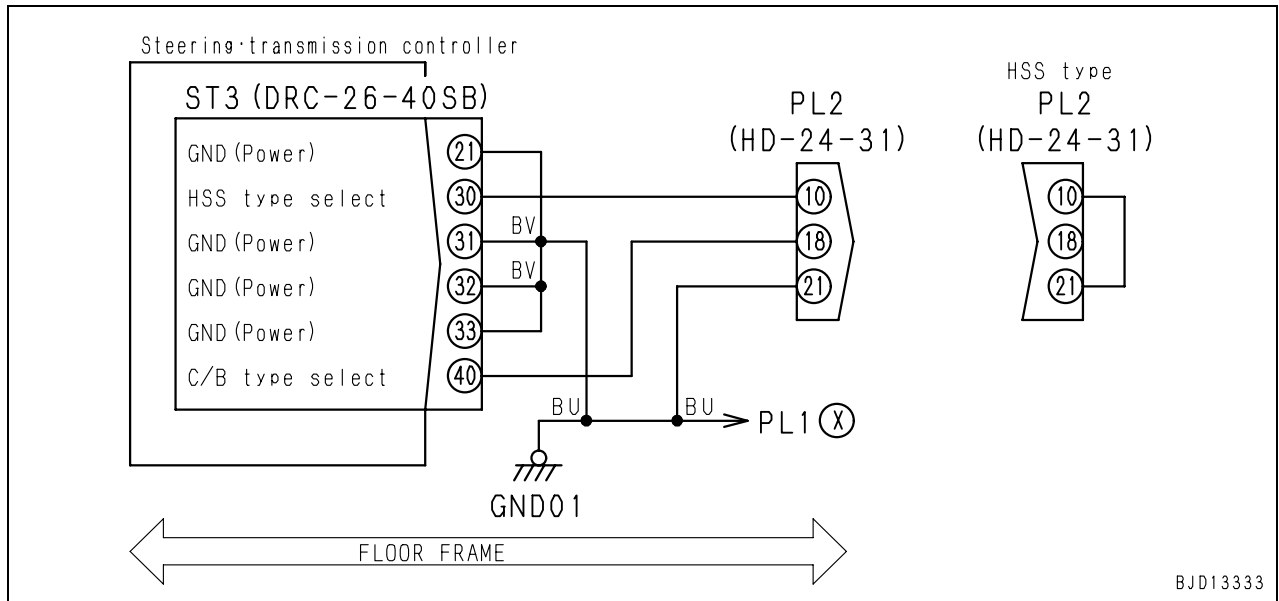 Steering·transmission controller
ST3 (DRC-26-40SB)
GND (Power) 21
HSS type select 30
GND (Power) 31 BV
GND (Power) 32 BV
GND (Power) 33
C/B type select 40
PL2
(HD-24-31)
10
18
21
HSS type
PL2
(HD-24-31)
10
18
21
BU BU PL1 X
GND01
FLOOR FRAME
BJD13333